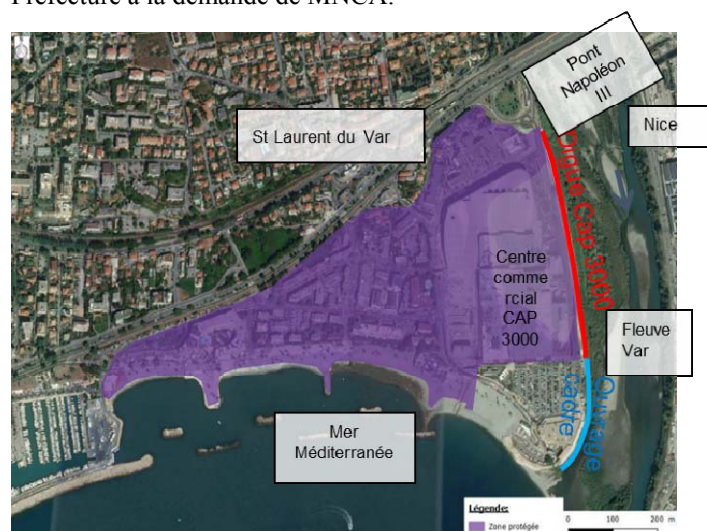 Préfecture à la demande de MNCA.
Pont
Napoléon
III
Nice
St Laurent du Var
Digue Cap 3000
Centre
comme
rcial
CAP
3000
Fleuve
Var
Ouvrage
cadre
Mer
Méditerranée
Légende:
Zone protégée
0 100 200 m